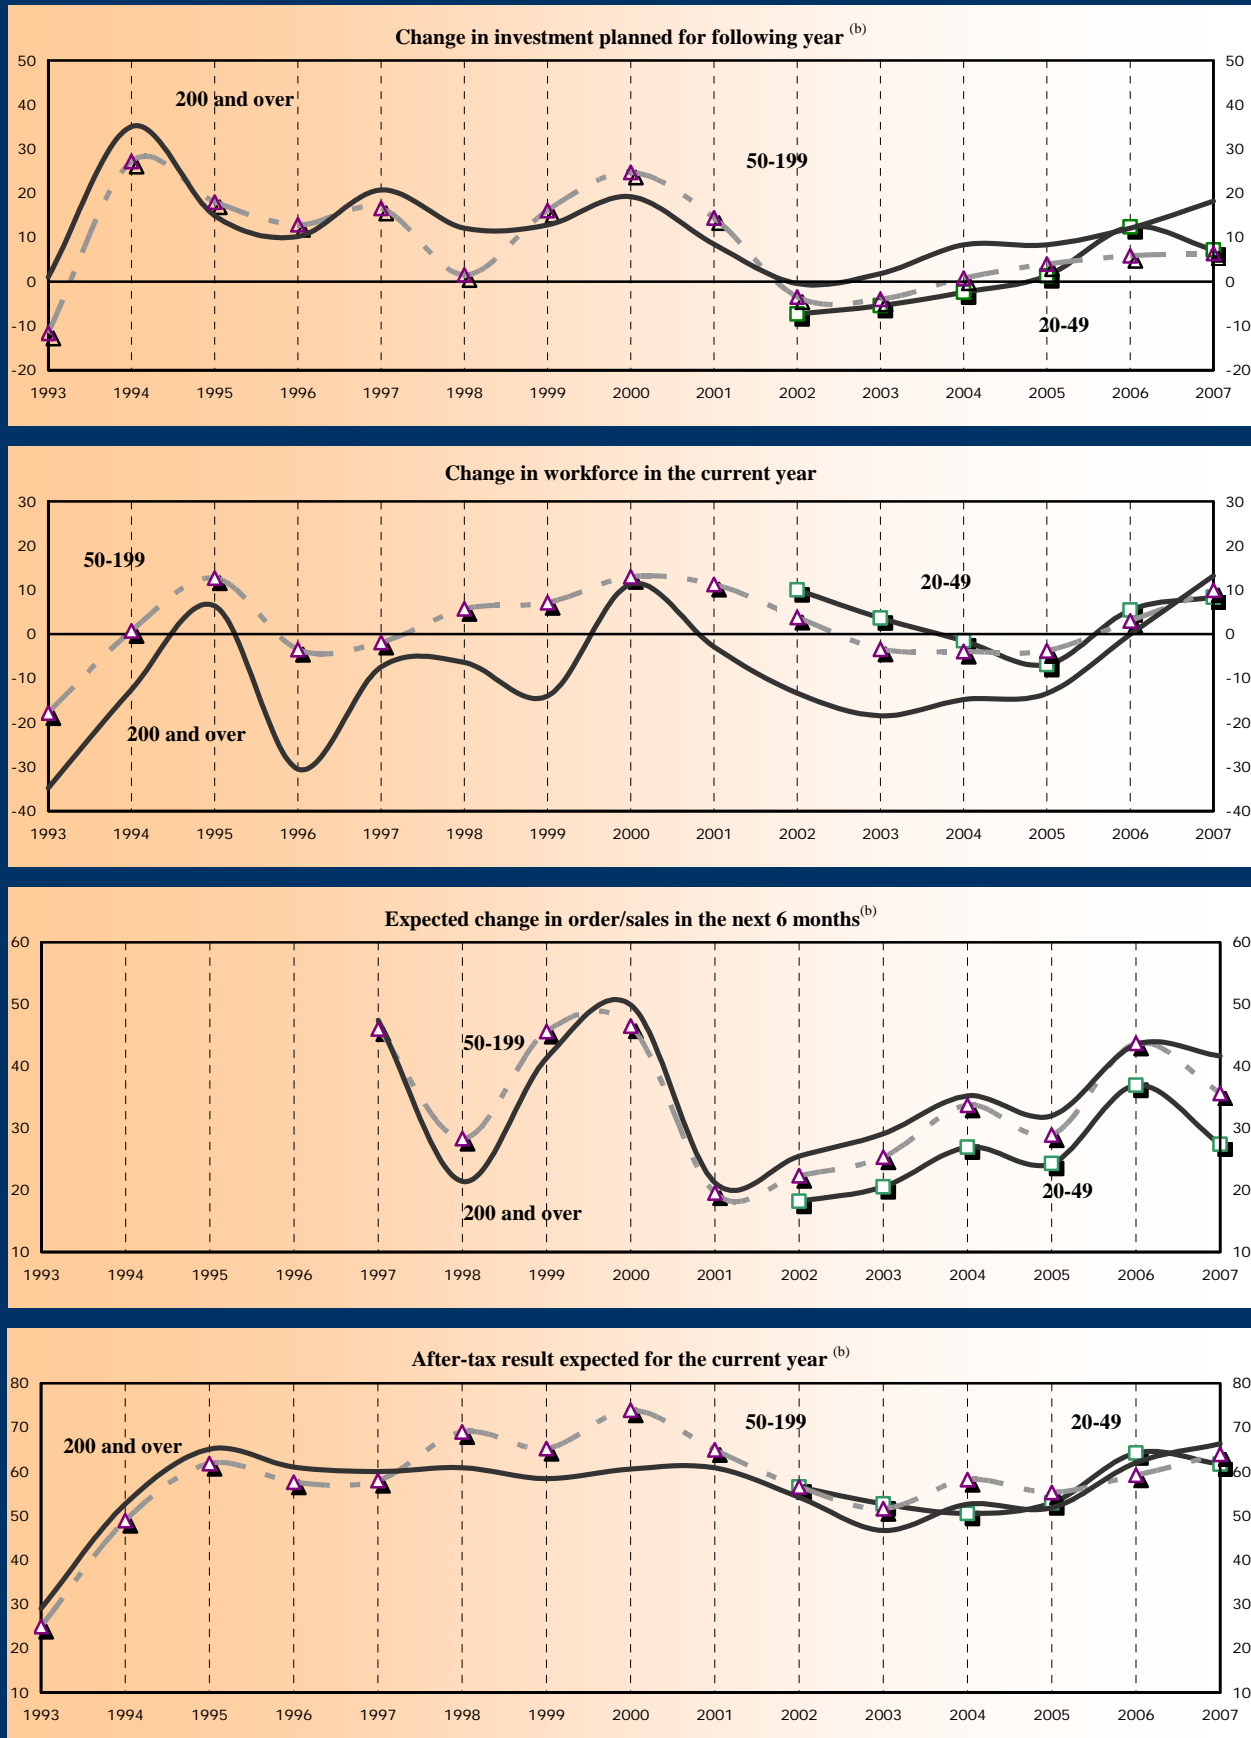 Change in investment planned for following year (b)
50 50
40 200 and over 40
30 50-199 30
20 20
10 10
0 0
-10 20-49 -10
-20 -20
1993 1994 1995 1996 1997 1998 1999 2000 2001 2002 2003 2004 2005 2006 2007
Change in workforce in the current year
30 30
20 50-199 20
10 20-49 10
0 0
-10 -10
-20 200 and over -20
-30 -30
-40 -40
1993 1994 1995 1996 1997 1998 1999 2000 2001 2002 2003 2004 2005 2006 2007
Expected change in order/sales in the next 6 months(b)
60 60
50 50
40 50-199 40
30 30
20 200 and over 20-49 20
10 10
1993 1994 1995 1996 1997 1998 1999 2000 2001 2002 2003 2004 2005 2006 2007
After-tax result expected for the current year (b)
80 80
70 200 and over 50-199 20-49 70
60 60
50 50
40 40
30 30
20 20
10 10
1993 1994 1995 1996 1997 1998 1999 2000 2001 2002 2003 2004 2005 2006 2007